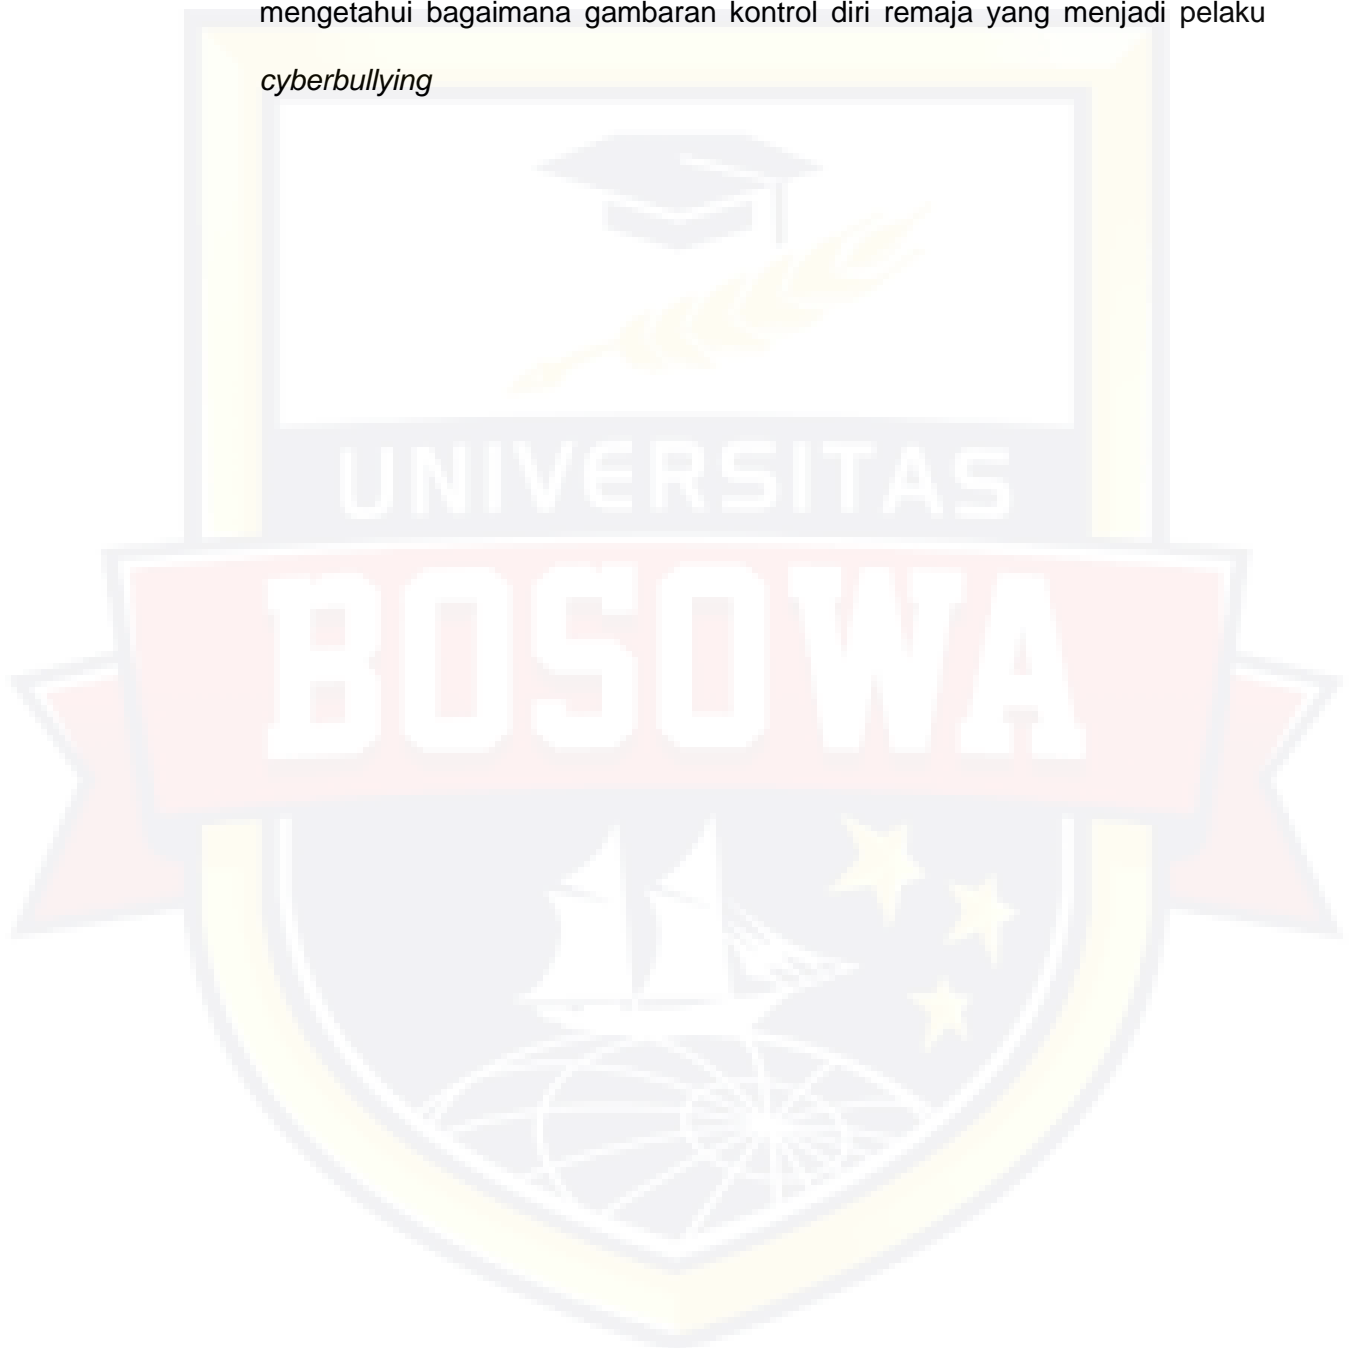 mengetahui bagaimana gambaran kontrol diri remaja yang menjadi pelaku
cyberbullying
UNIVERSITAS
BOSOWA